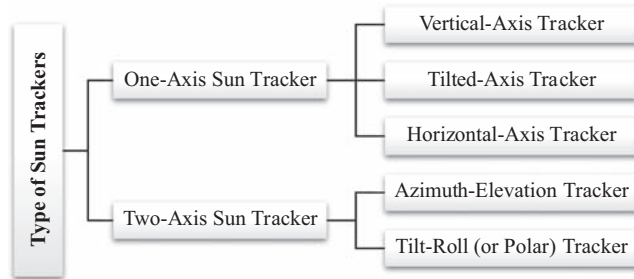 Type of Sun Trackers
One-Axis Sun Tracker
Vertical-Axis Tracker
Tilted-Axis Tracker
Horizontal-Axis Tracker
Two-Axis Sun Tracker
Azimuth-Elevation Tracker
Tilt-Roll (or Polar) Tracker